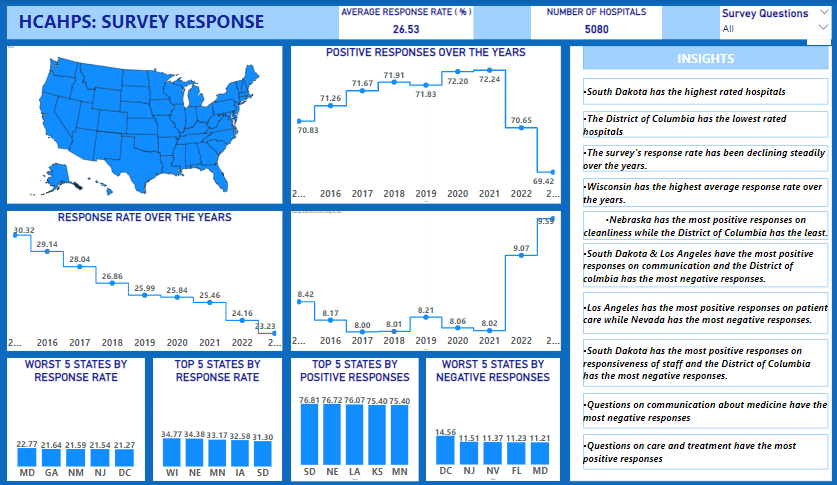 HCAHPS: SURVEY RESPONSE
AVERAGE RESPONSE RATE ( % )
26.53
NUMBER OF HOSPITALS
5080
Survey Questions
All
POSITIVE RESPONSES OVER THE YEARS
70.83 71.26 71.67 71.91 71.83 72.20 72.24 70.65 69.42
2... 2016 2017 2018 2019 2020 2021 2022 2...
RESPONSE RATE OVER THE YEARS
30.32 29.14 28.04 26.86 25.99 25.84 25.46 24.16 23.23
2... 2016 2017 2018 2019 2020 2021 2022 2...
8.42 8.17 8.00 8.01 8.21 8.06 8.02 9.07 9.59
2... 2016 2017 2018 2019 2020 2021 2022 2...
WORST 5 STATES BY
RESPONSE RATE
22.77 21.64 21.59 21.54 21.27
MD GA NM NJ DC
TOP 5 STATES BY
RESPONSE RATE
34.77 34.38 33.17 32.58 31.30
WI NE MN IA SD
TOP 5 STATES BY
POSITIVE RESPONSES
76.81 76.72 76.07 75.40 75.40
SD NE LA KS MN
WORST 5 STATES BY
NEGATIVE RESPONSES
14.56 11.51 11.37 11.23 11.21
DC NJ NV FL MD
INSIGHTS
•South Dakota has the highest rated hospitals
•The District of Columbia has the lowest rated
hospitals
•The survey's response rate has been declining steadily
over the years.
•Wisconsin has the highest average response rate over
the years.
•Nebraska has the most positive responses on
cleanliness while the District of Columbia has the least.
•South Dakota & Los Angeles have the most positive
responses on communication and the District of
colmbia has the most negative responses.
•Los Angeles has the most positive responses on patient
care while Nevada has the most negative responses.
•South Dakota has the most positive responses on
responsiveness of staff and the District of Columbia
has the most negative responses.
•Questions on communication about medicine have the
most negative responses
•Questions on care and treatment have the most
positive responses